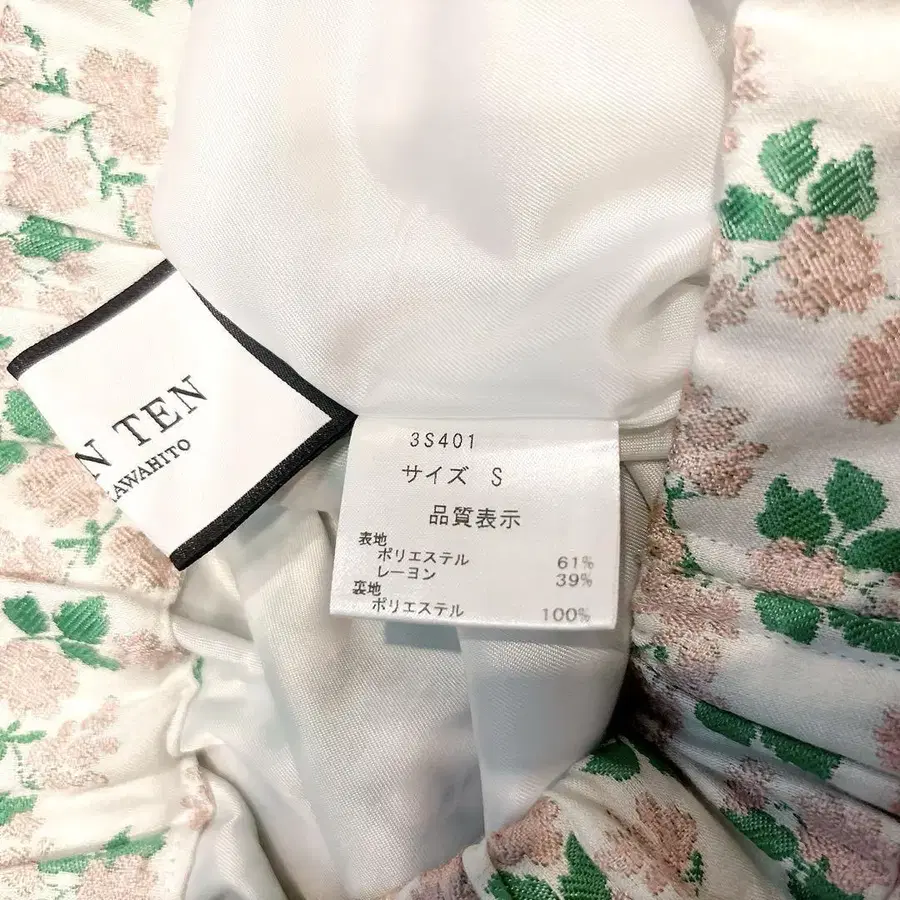 N TEN
KAWAHITO
3S401
サイズ S
品質表示
表地
ポリエステル 61%
レーヨン 39%
裏地
ポリエステル 100%